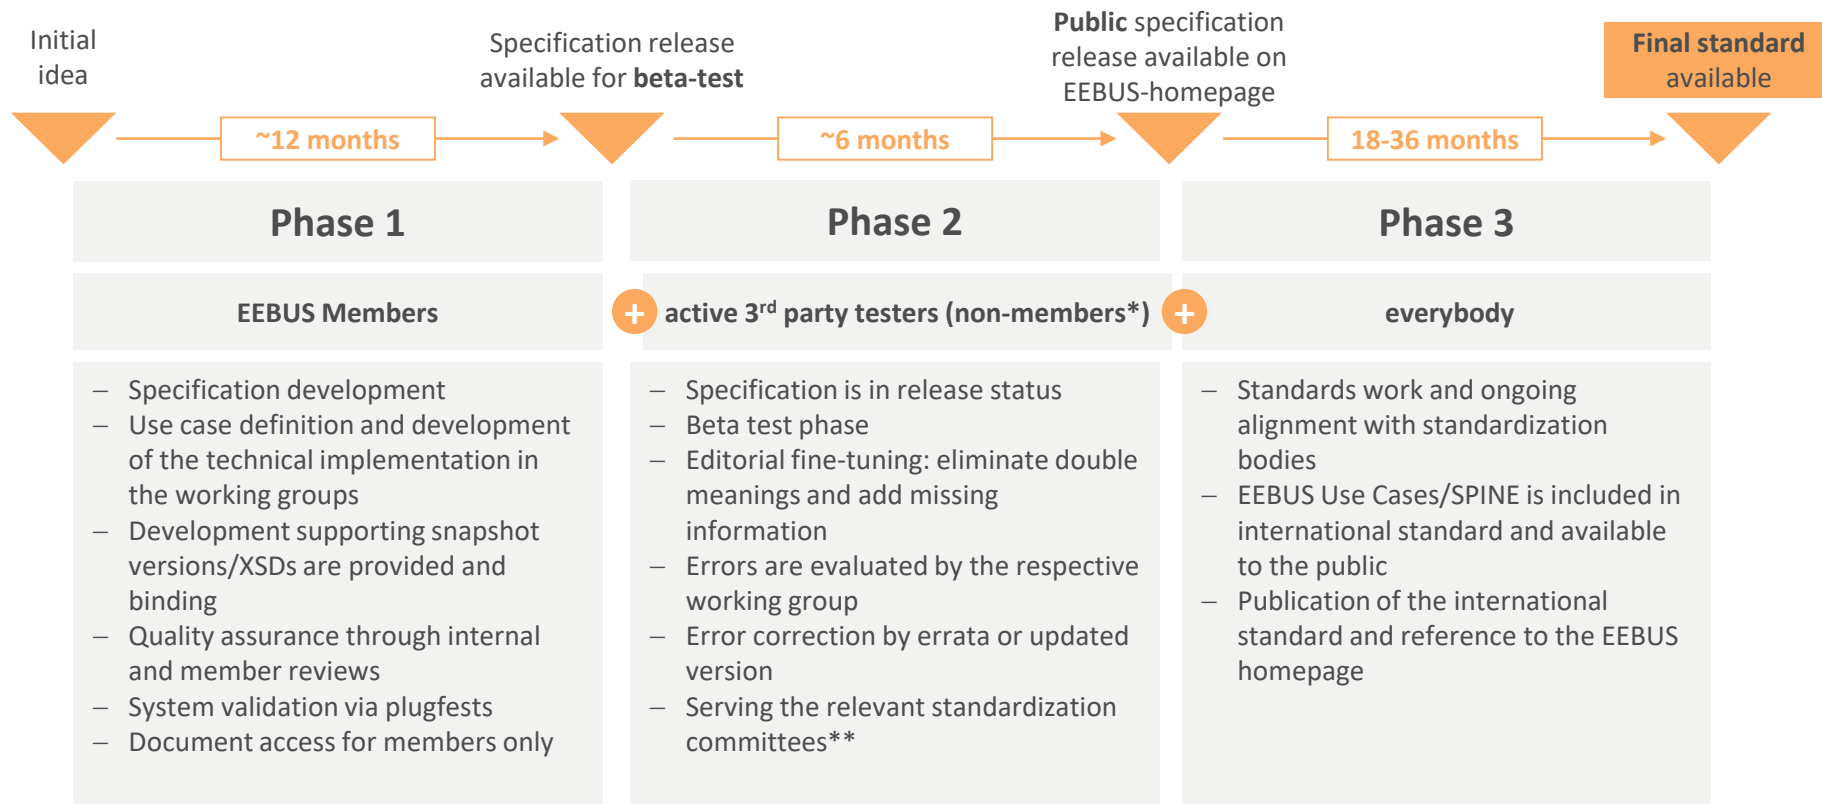 Initial
idea
Specification release
available for beta-test
Public specification
release available on
EEBUS-homepage
Final standard
available
~12 months
~6 months
18-36 months
Phase 1
Phase 2
Phase 3
EEBUS Members
+
active 3rd party testers (non-members*)
+
everybody
– Specification development
– Use case definition and development
of the technical implementation in
the working groups
– Development supporting snapshot
versions/XSDs are provided and
binding
– Quality assurance through internal
and member reviews
– System validation via plugfests
– Document access for members only
– Specification is in release status
– Beta test phase
– Editorial fine-tuning: eliminate double
meanings and add missing
information
– Errors are evaluated by the respective
working group
– Error correction by errata or updated
version
– Serving the relevant standardization
committees**
– Standards work and ongoing
alignment with standardization
bodies
– EEBUS Use Cases/SPINE is included in
international standard and available
to the public
– Publication of the international
standard and reference to the EEBUS
homepage